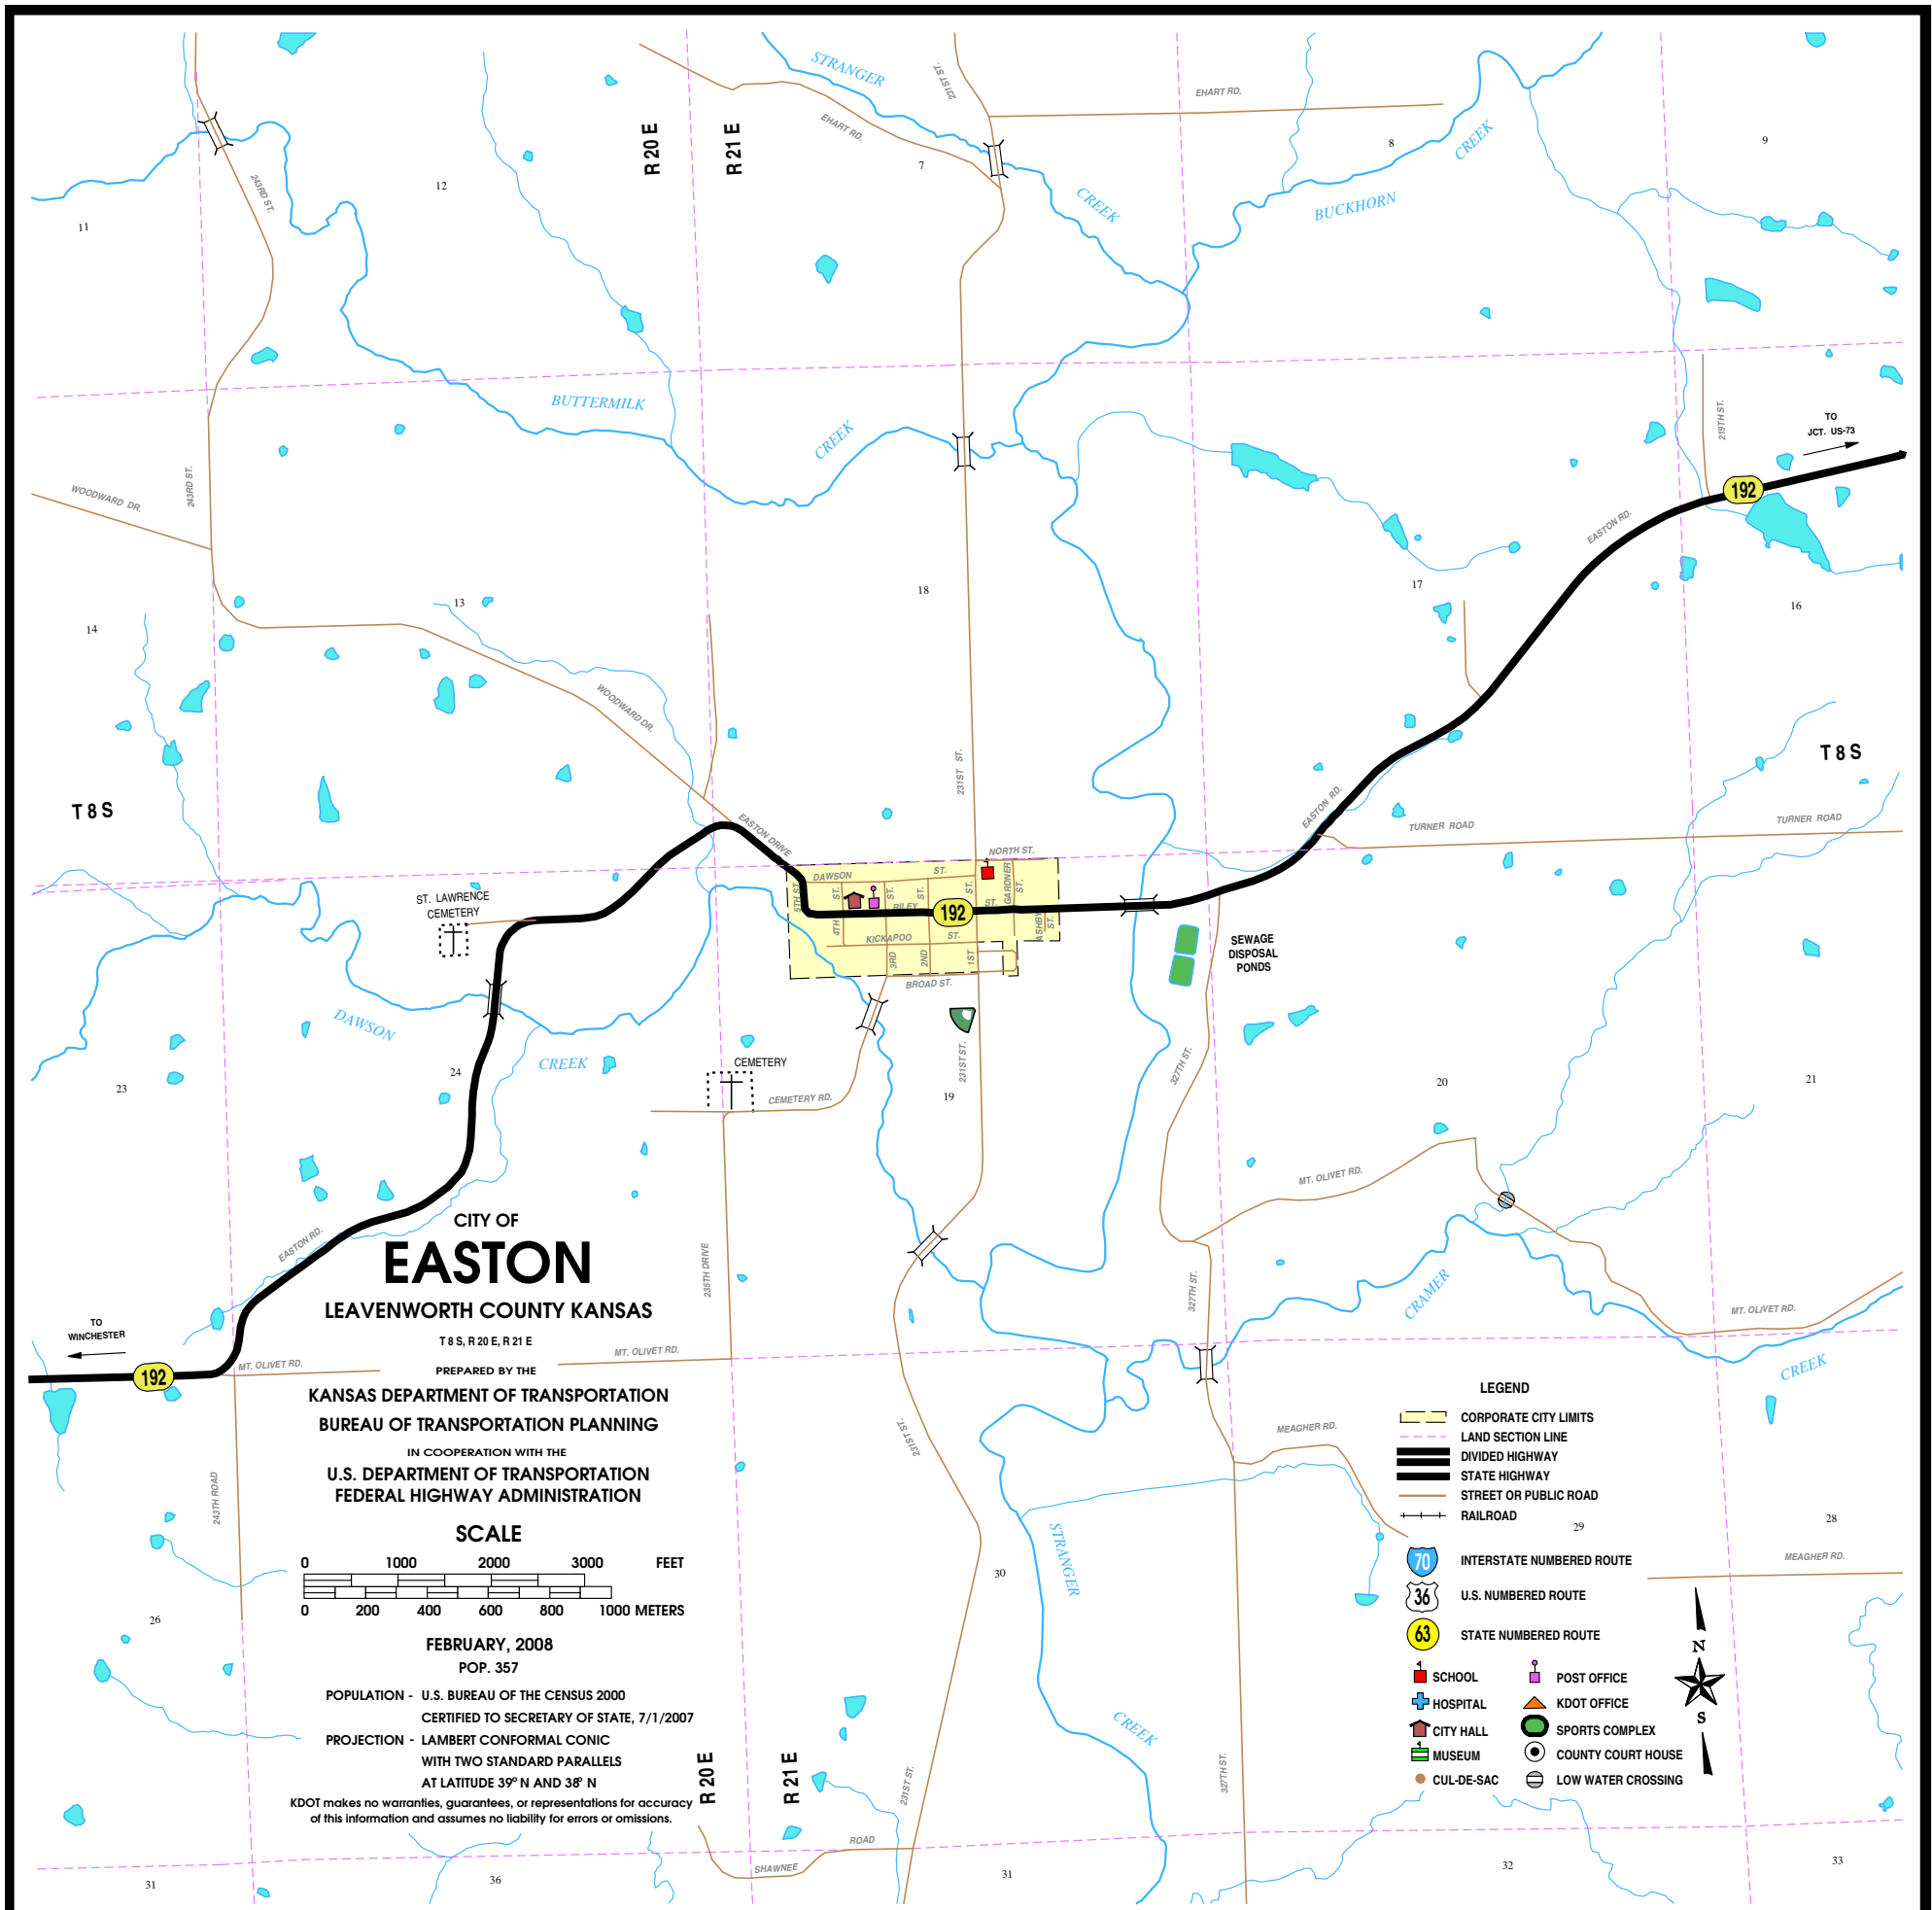 STRANGER
231ST ST.
EHART RD.
EHART RD.
R 20 E
R 21 E
7
8
CREEK
9
12
243RD ST.
CREEK
BUCKHORN
11
BUTTERMILK
CREEK
219TH ST.
TO
JCT. US-73
243RD ST.
WOODWARD DR.
192
EASTON RD.
18
17
13
14
16
WOODWARD DR.
231ST ST.
T 8 S
T 8 S
EASTON RD.
TURNER ROAD
TURNER ROAD
EASTON DRIVE
NORTH ST.
DAWSON ST.
GARDNER ST.
5TH ST.
4TH ST.
ST.
ST.
ST.
RILEY ST.
192
ASHBY ST.
KICKAPOO ST.
3RD
2ND
1ST
BROAD ST.
ST. LAWRENCE
CEMETERY
SEWAGE
DISPOSAL
PONDS
DAWSON
CREEK
24
23
CEMETERY
CEMETERY RD.
231ST ST.
19
327TH ST.
20
21
MT. OLIVET RD.
EASTON RD.
235TH DRIVE
327TH ST.
CRAMER
MT. OLIVET RD.
CREEK
TO
WINCHESTER
192
MT. OLIVET RD.
MT. OLIVET RD.
CITY OF
EASTON
LEAVENWORTH COUNTY KANSAS
T 8 S, R 20 E, R 21 E
PREPARED BY THE
KANSAS DEPARTMENT OF TRANSPORTATION
BUREAU OF TRANSPORTATION PLANNING
IN COOPERATION WITH THE
U.S. DEPARTMENT OF TRANSPORTATION
FEDERAL HIGHWAY ADMINISTRATION
SCALE
0 1000 2000 3000 FEET
0 200 400 600 800 1000 METERS
FEBRUARY, 2008
POP. 357
POPULATION - U.S. BUREAU OF THE CENSUS 2000
CERTIFIED TO SECRETARY OF STATE, 7/1/2007
PROJECTION - LAMBERT CONFORMAL CONIC
WITH TWO STANDARD PARALLELS
AT LATITUDE 39° N AND 38° N
KDOT makes no warranties, guarantees, or representations for accuracy
of this information and assumes no liability for errors or omissions.
243TH ROAD
26
231ST ST.
MEAGHER RD.
STRANGER
30
CREEK
R 20 E
R 21 E
231ST ST.
327TH ST.
ROAD
SHAWNEE
LEGEND
CORPORATE CITY LIMITS
LAND SECTION LINE
DIVIDED HIGHWAY
STATE HIGHWAY
STREET OR PUBLIC ROAD
RAILROAD
29
28
MEAGHER RD.
70 INTERSTATE NUMBERED ROUTE
36 U.S. NUMBERED ROUTE
63 STATE NUMBERED ROUTE
N
S
SCHOOL
POST OFFICE
HOSPITAL
KDOT OFFICE
CITY HALL
SPORTS COMPLEX
MUSEUM
COUNTY COURT HOUSE
CUL-DE-SAC
LOW WATER CROSSING
31
36
31
32
33